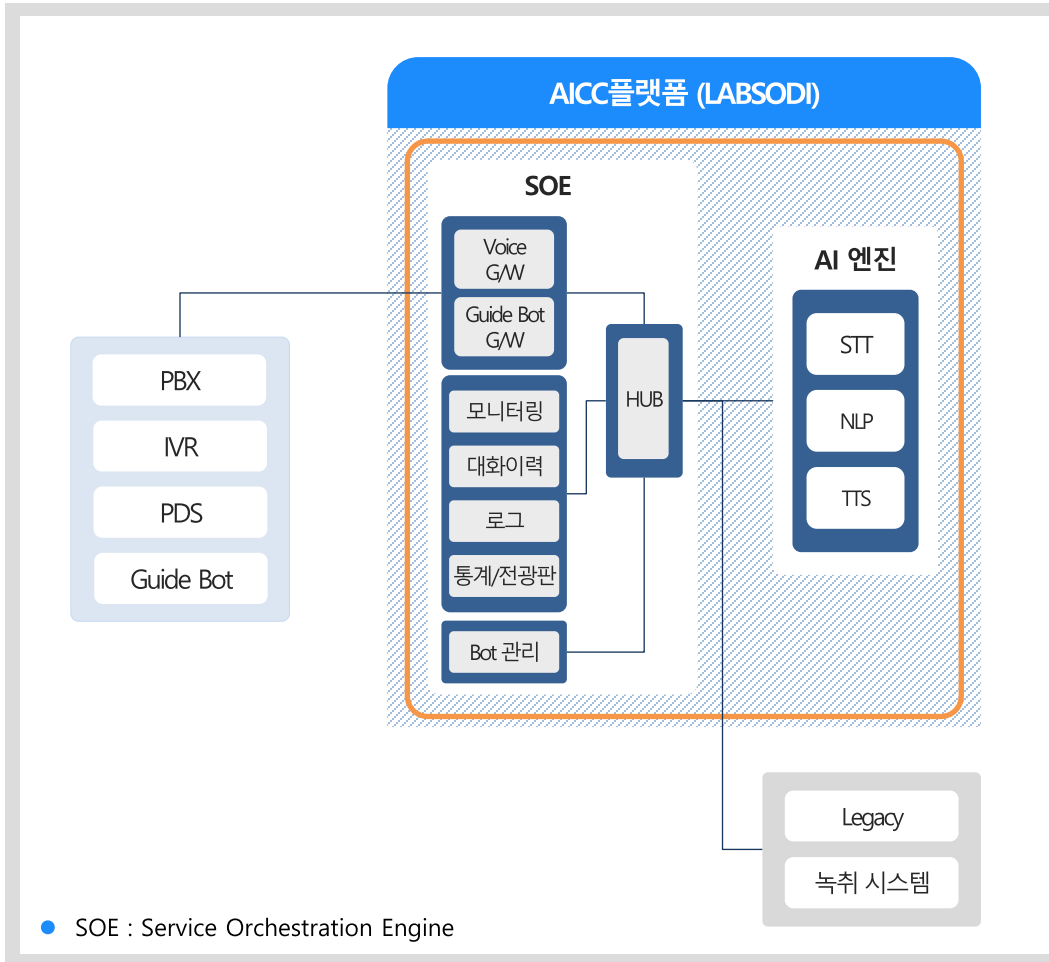 AICC플랫폼 (LABSODI)
SOE
Voice
G/W
Guide Bot
G/W
모니터링
대화이력
로그
통계/전광판
Bot 관리
HUB
AI 엔진
STT
NLP
TTS
PBX
IVR
PDS
Guide Bot
Legacy
녹취 시스템
SOE : Service Orchestration Engine